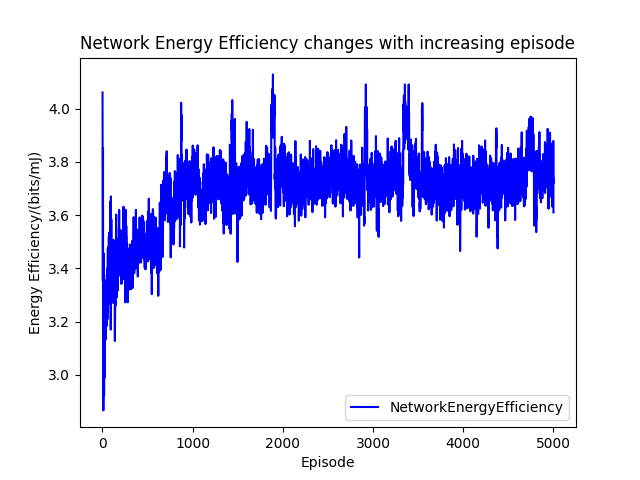 Network Energy Efficiency changes with increasing episode
Energy Efficiency/(bits/mJ)
4.0
3.8
3.6
3.4
3.2
3.0
NetworkEnergyEfficiency
0 1000 2000 3000 4000 5000
Episode